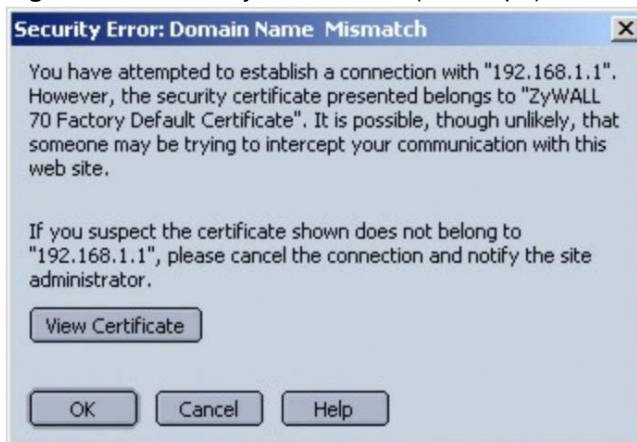 Security Error: Domain Name Mismatch
You have attempted to establish a connection with "192.168.1.1".
However, the security certificate presented belongs to "ZyWALL
70 Factory Default Certificate". It is possible, though unlikely, that
someone may be trying to intercept your communication with this
web site.
If you suspect the certificate shown does not belong to
"192.168.1.1", please cancel the connection and notify the site
administrator.
View Certificate
OK Cancel Help